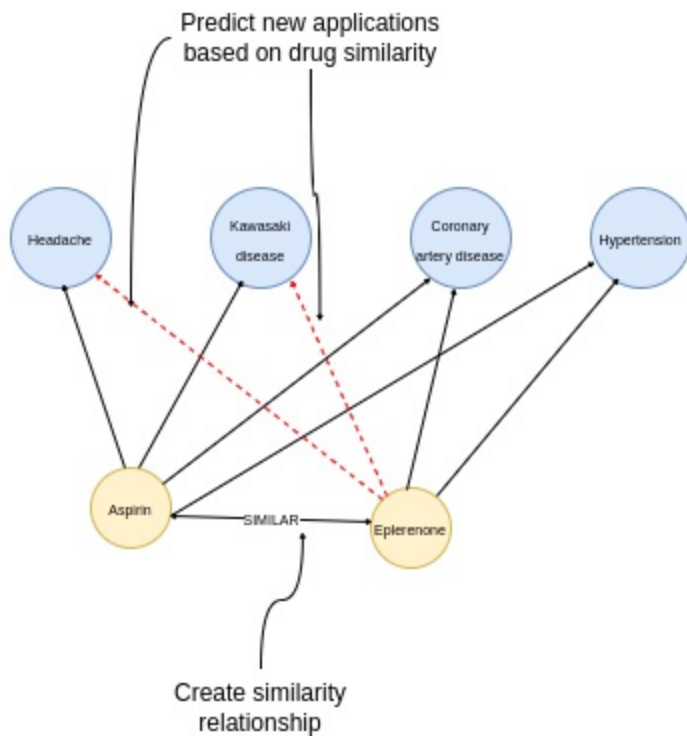 Predict new applications
based on drug similarity
Headache
Kawasaki
disease
Coronary
artery disease
Hypertension
Aspirin
SIMILAR
Eplerenone
Create similarity
relationship